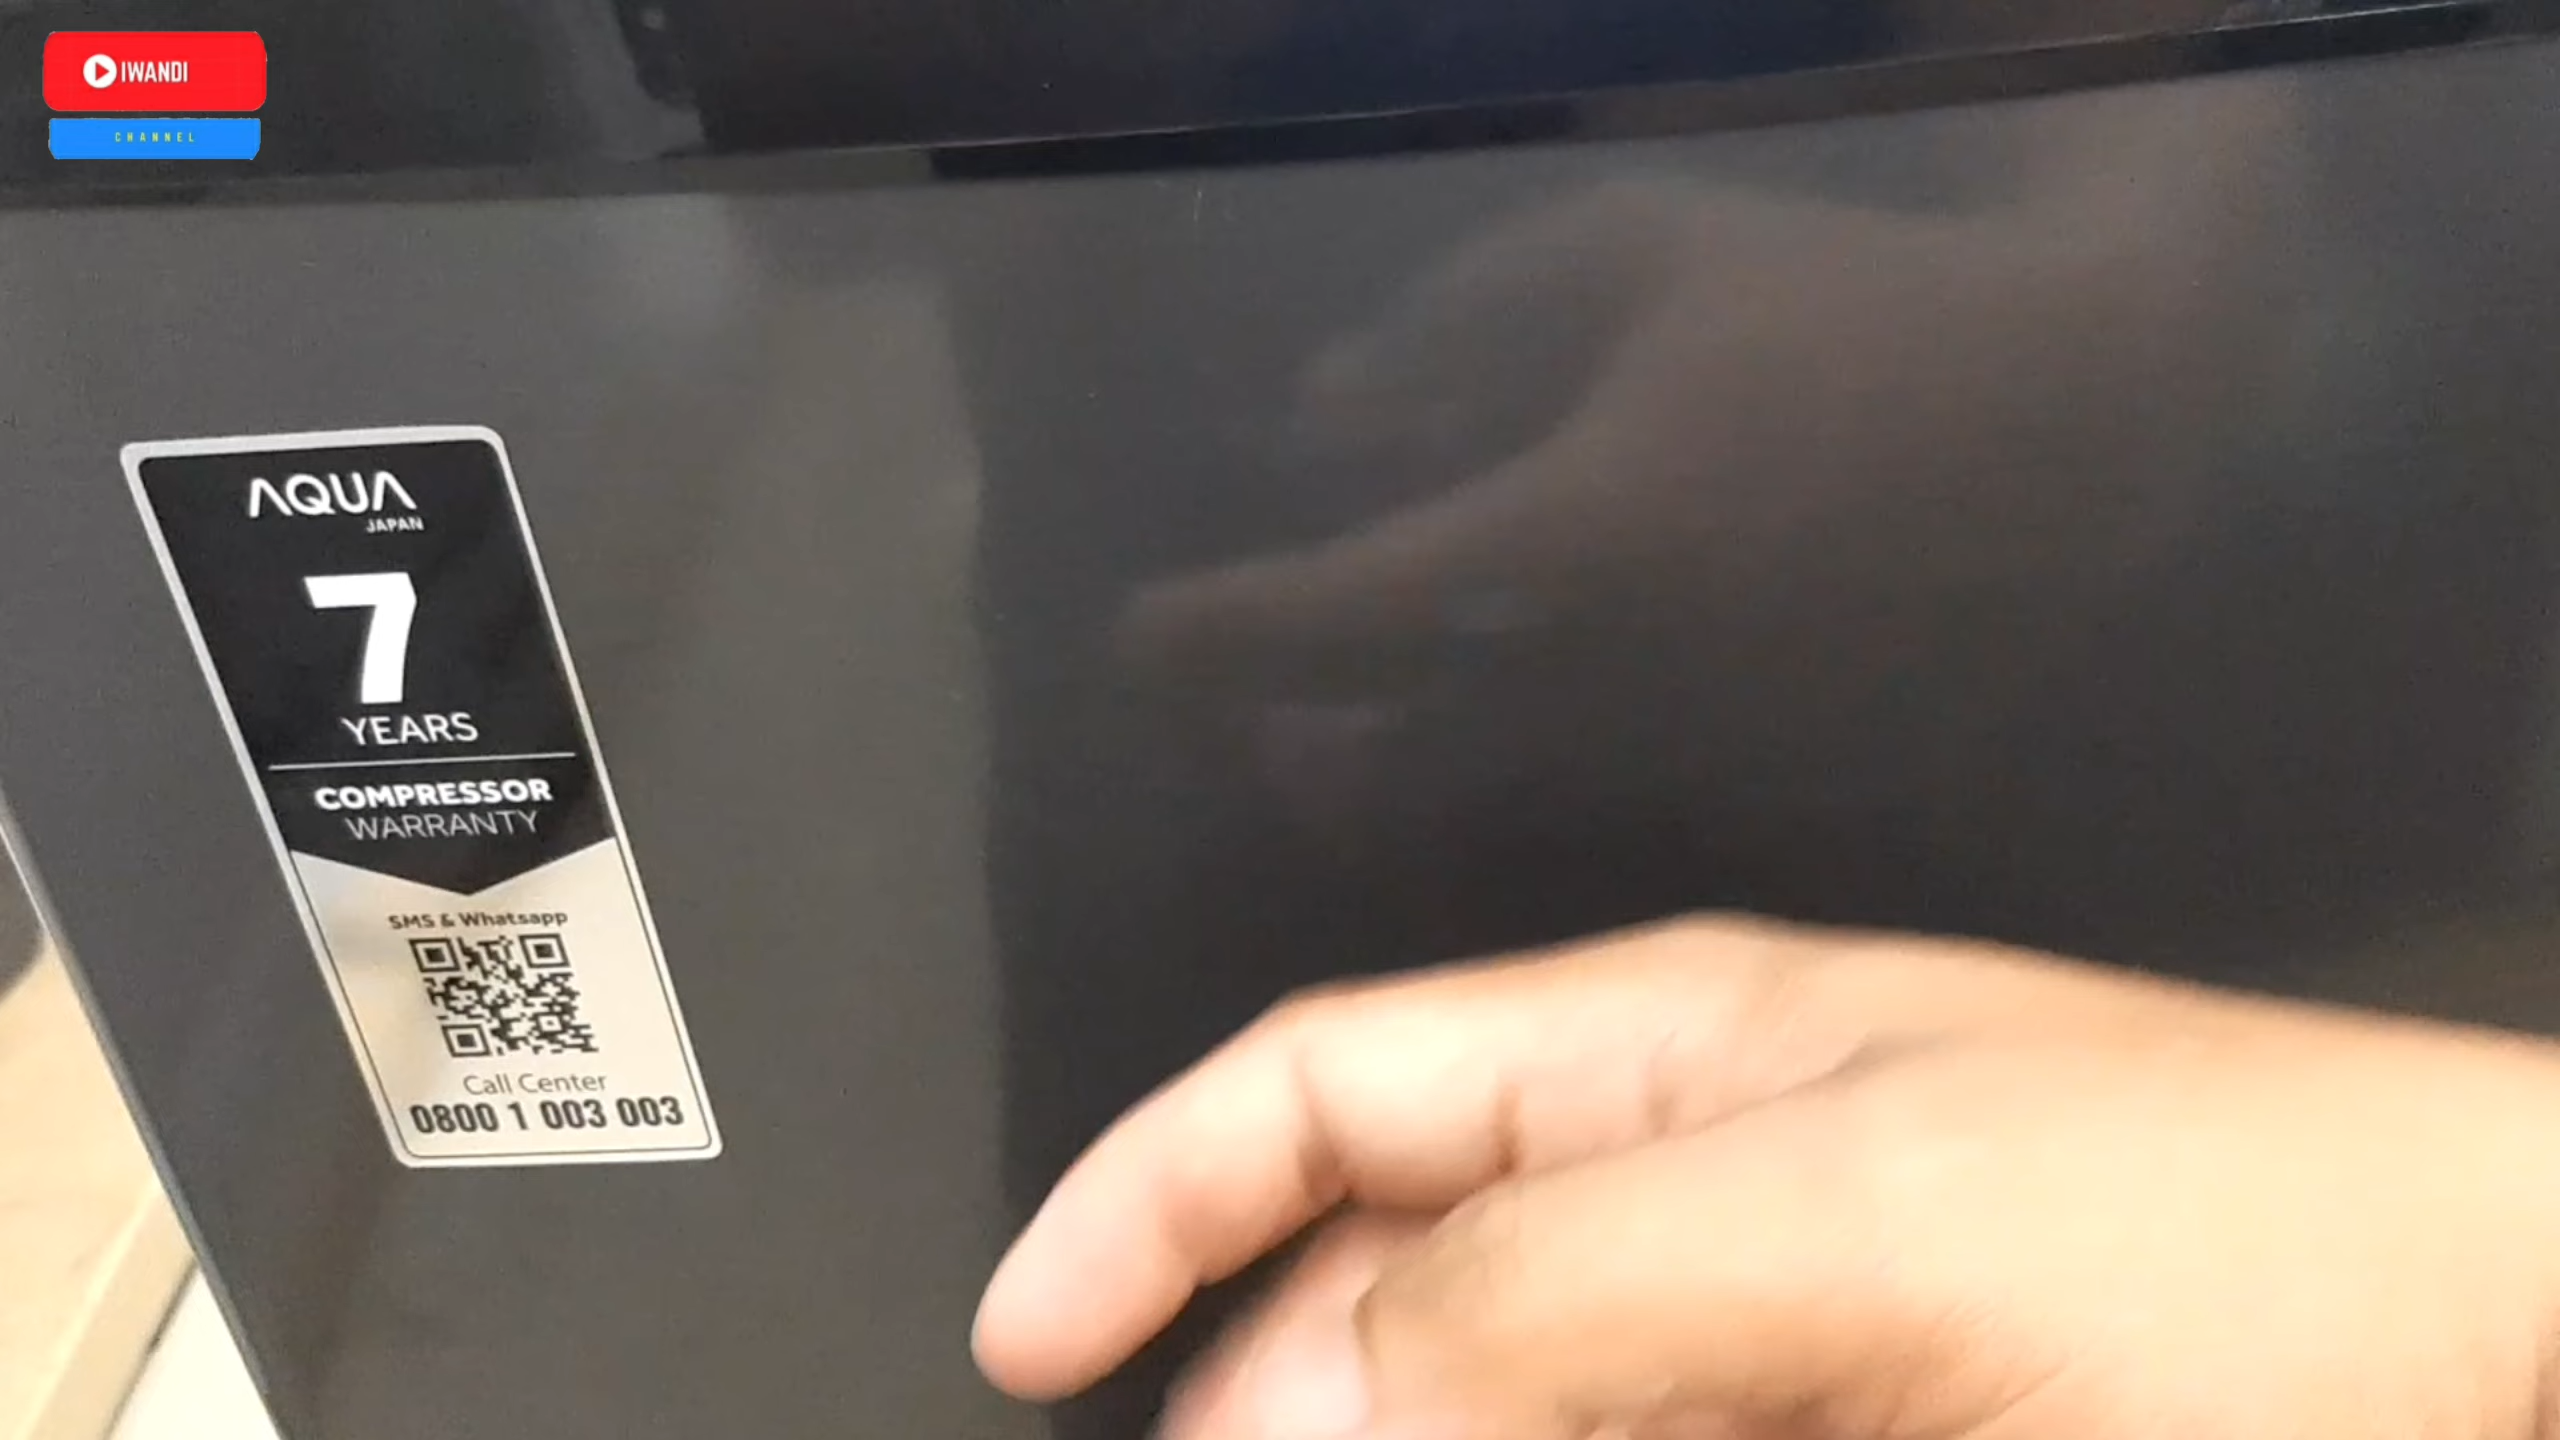 IWANDI
CHANNEL
AQUA
JAPAN
7
YEARS
COMPRESSOR
WARRANTY
SMS & Whatsapp
Call Center
0800 1 003 003